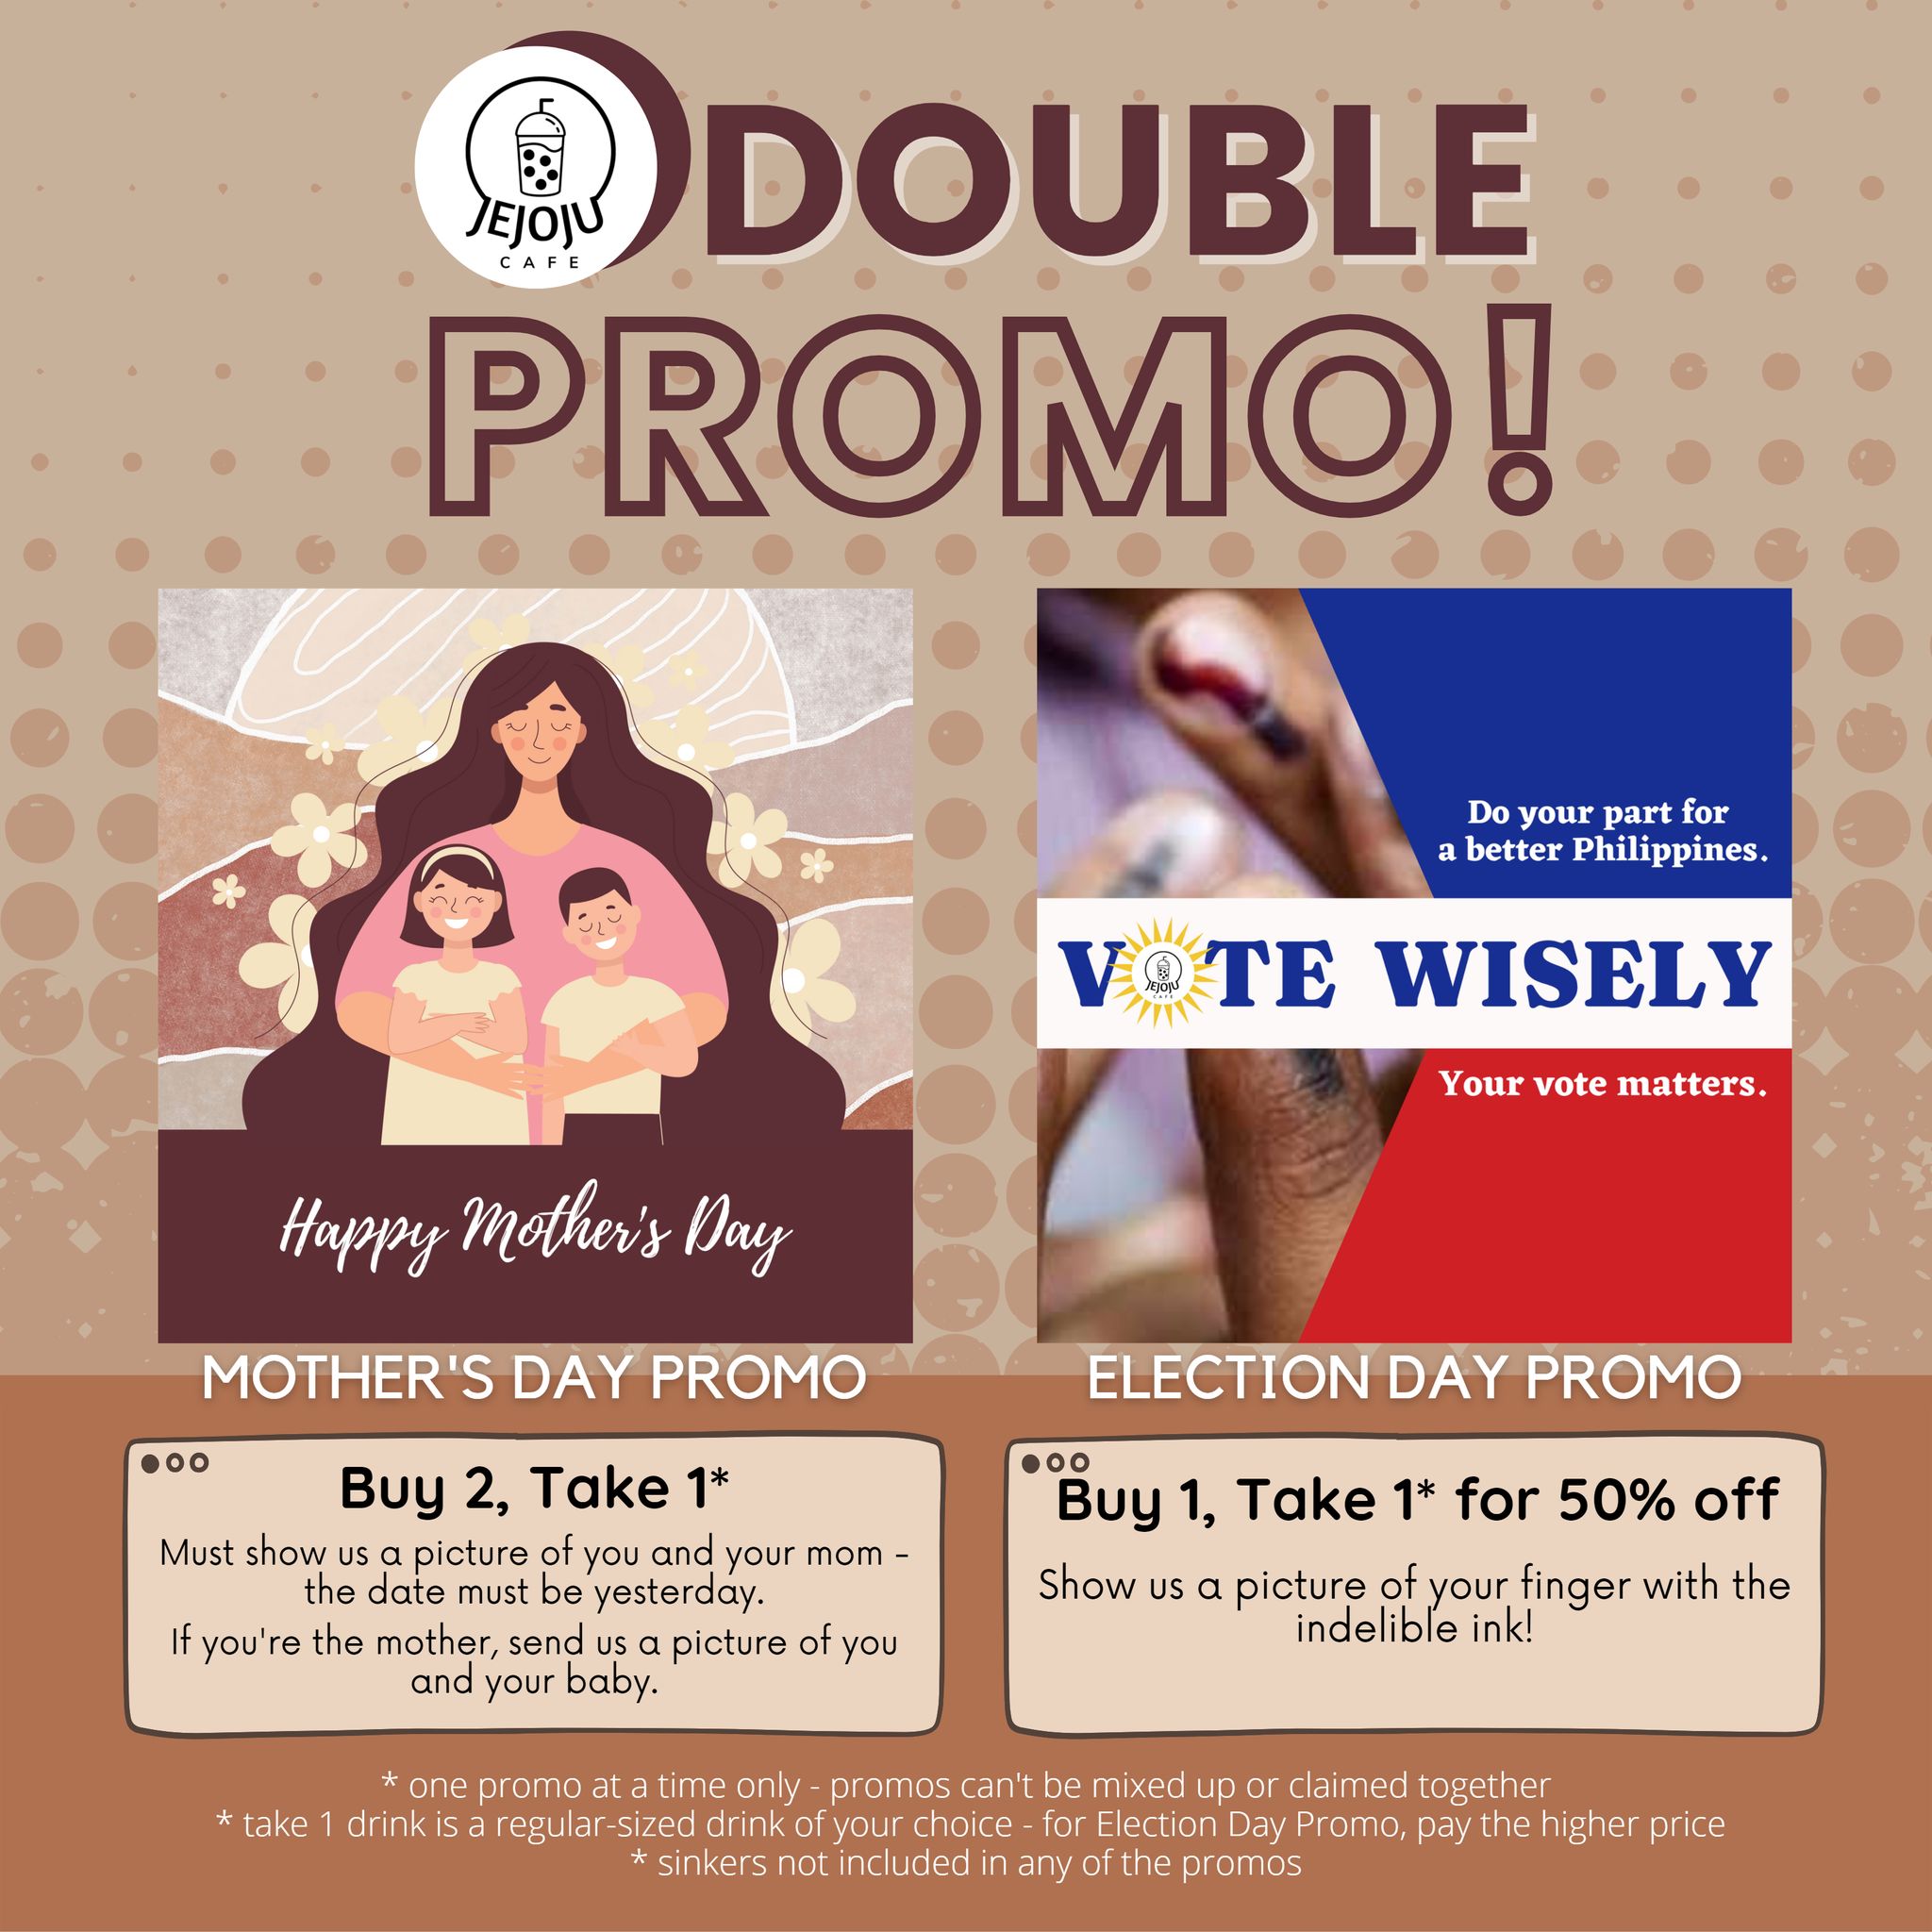 JEJOJU
CAFE
DOUBLE
PROMO!
Happy Mother's Day
MOTHER'S DAY PROMO
Buy 2, Take 1*
Must show us a picture of you and your mom -
the date must be yesterday.
If you're the mother, send us a picture of you
and your baby.
Do your part for
a better Philippines.
VOTE WISELY
JEJOJU
CAFE
Your vote matters.
ELECTION DAY PROMO
Buy 1, Take 1* for 50% off
Show us a picture of your finger with the
indelible ink!
* one promo at a time only - promos can't be mixed up or claimed together
* take 1 drink is a regular-sized drink of your choice - for Election Day Promo, pay the higher price
* sinkers not included in any of the promos